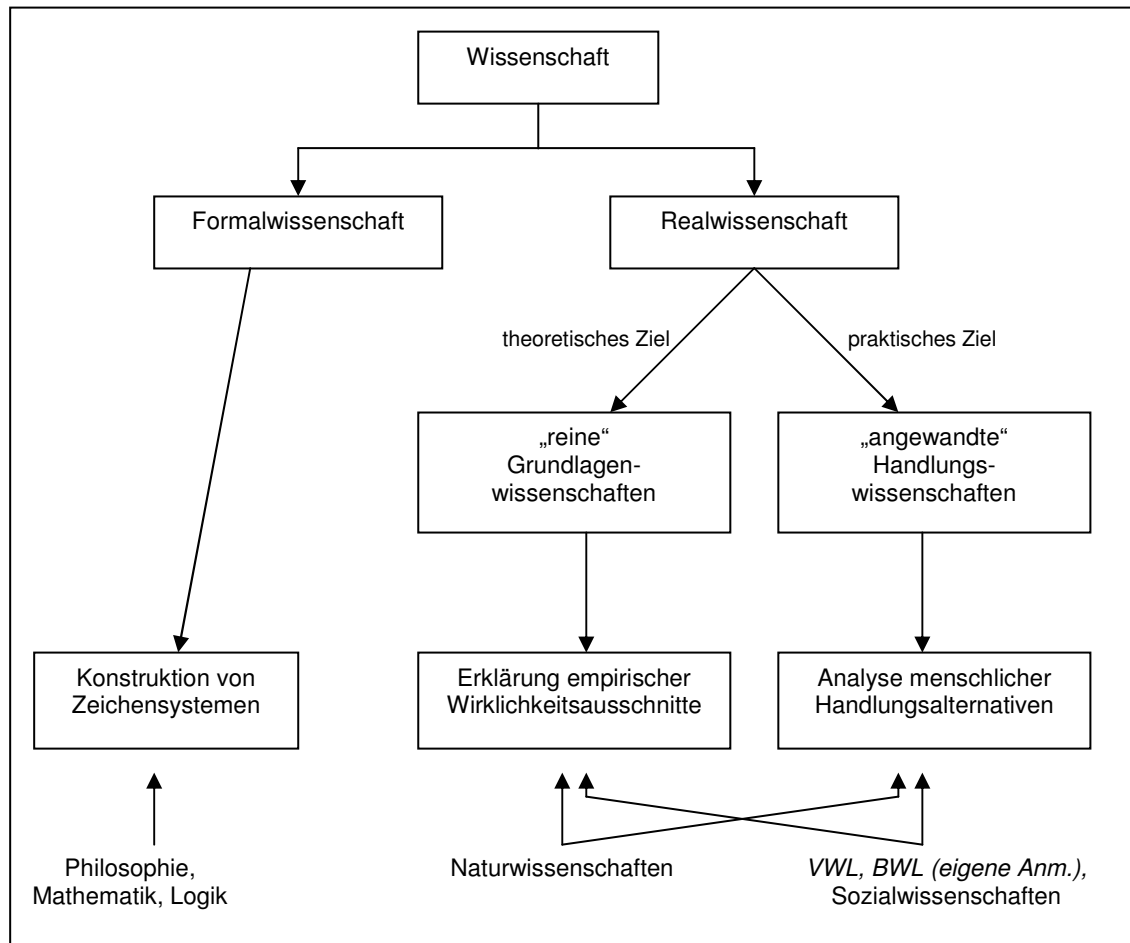 Wissenschaft
Formalwissenschaft
Realwissenschaft
theoretisches Ziel
praktisches Ziel
„reine“
Grundlagen-
wissenschaften
„angewandte“
Handlungs-
wissenschaften
Konstruktion von
Zeichensystemen
Erklärung empirischer
Wirklichkeitsausschnitte
Analyse menschlicher
Handlungsalternativen
Philosophie,
Mathematik, Logik
Naturwissenschaften
VWL, BWL (eigene Anm.),
Sozialwissenschaften